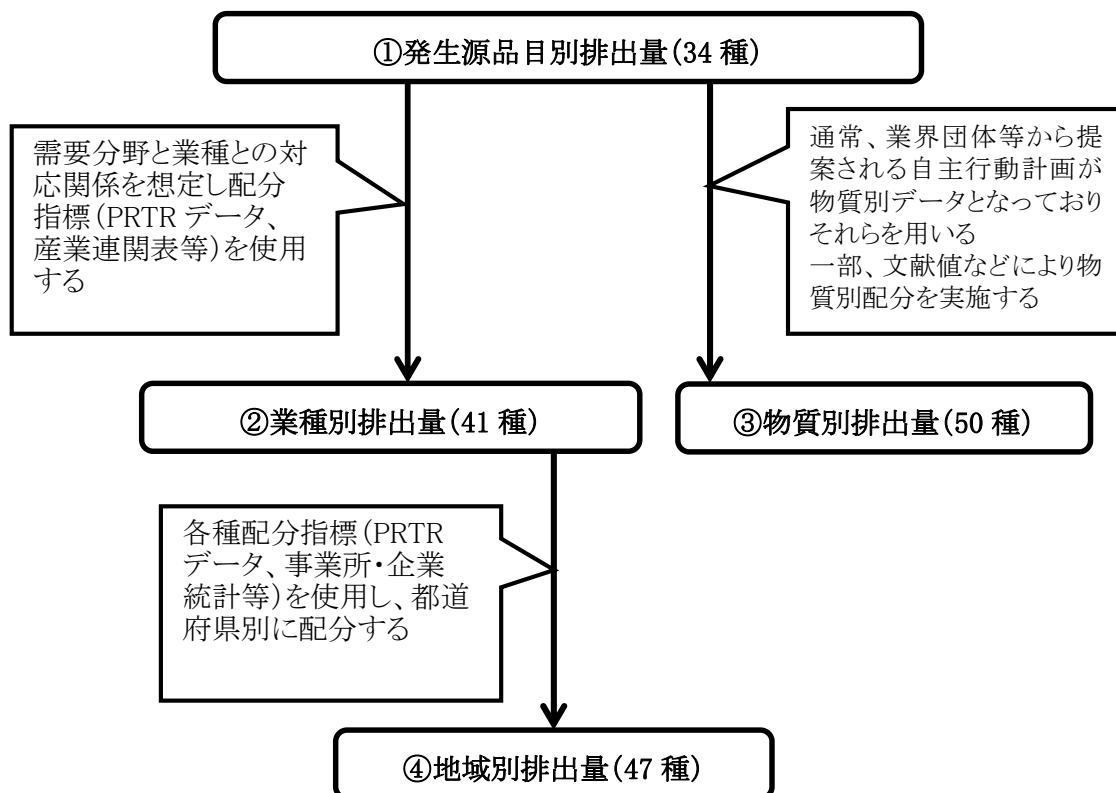 ①発生源品目別排出量(34 種)
需要分野と業種との対
応関係を想定し配分
指標(PRTR データ、
産業連関表等)を使用
する
通常、業界団体等から提
案される自主行動計画が
物質別データとなっており
それらを用いる
一部、文献値などにより物
質別配分を実施する
②業種別排出量(41 種)
③物質別排出量(50 種)
各種配分指標(PRTR
データ、事業所・企業
統計等)を使用し、都道
府県別に配分する
④地域別排出量(47 種)